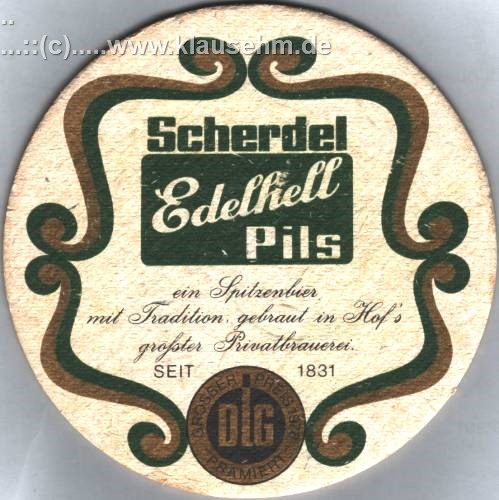 ...::(c).....www.klausehm.de
Scherdel
Edelhell
Pils
ein Spitzenbier
mit Tradition, gebraut in Hof's
großter Privatbrauerei.
SEIT 1831
GROSSER PREIS
DLG
PRÄMIERT